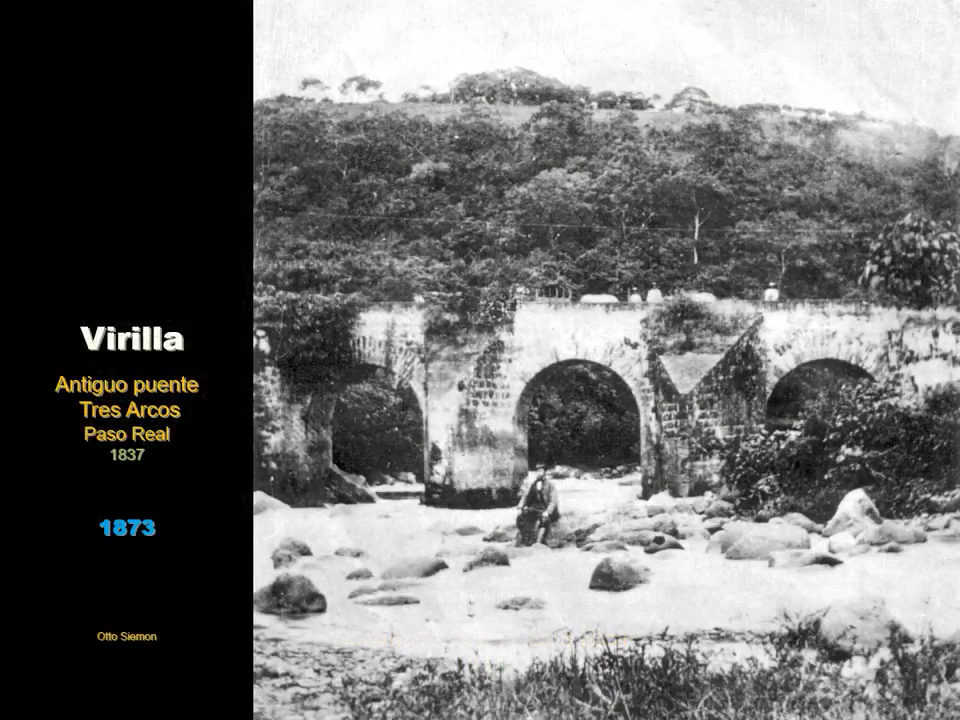 Virilla
Antiguo puente
Tres Arcos
Paso Real
1837
1873
Otto Siemon